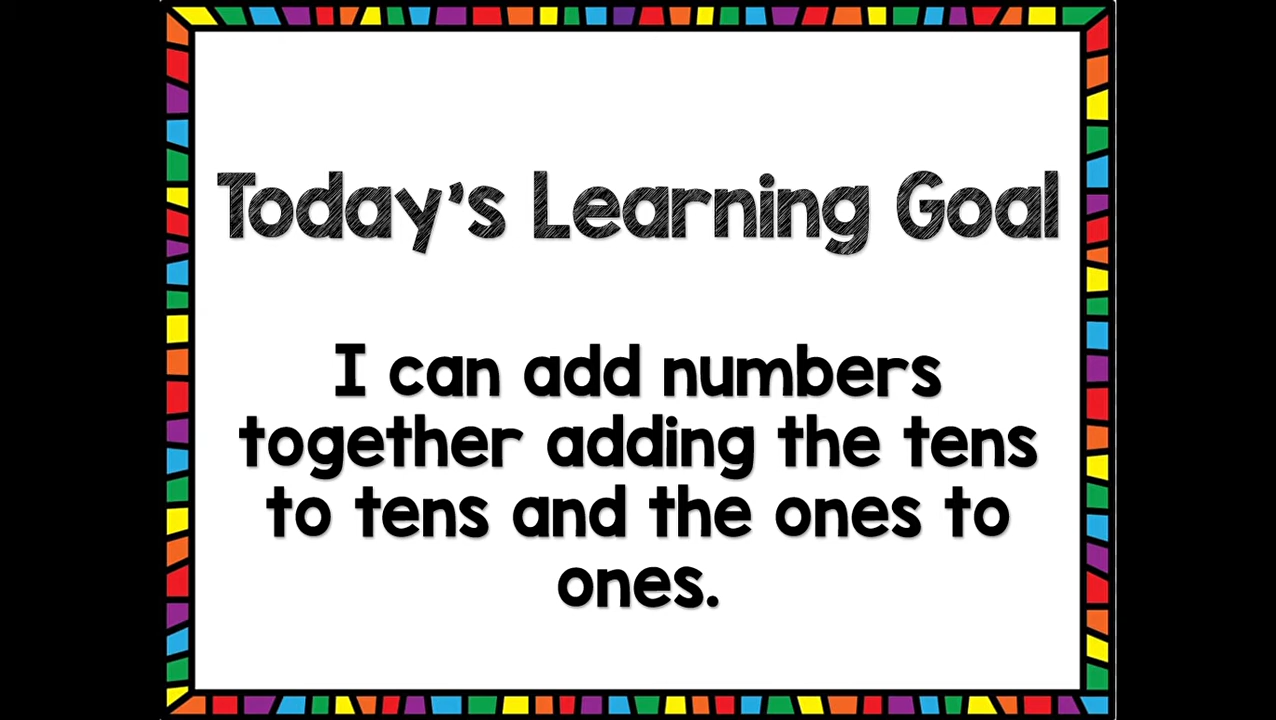 Today's Learning Goal
I can add numbers
together adding the tens
to tens and the ones to
ones.